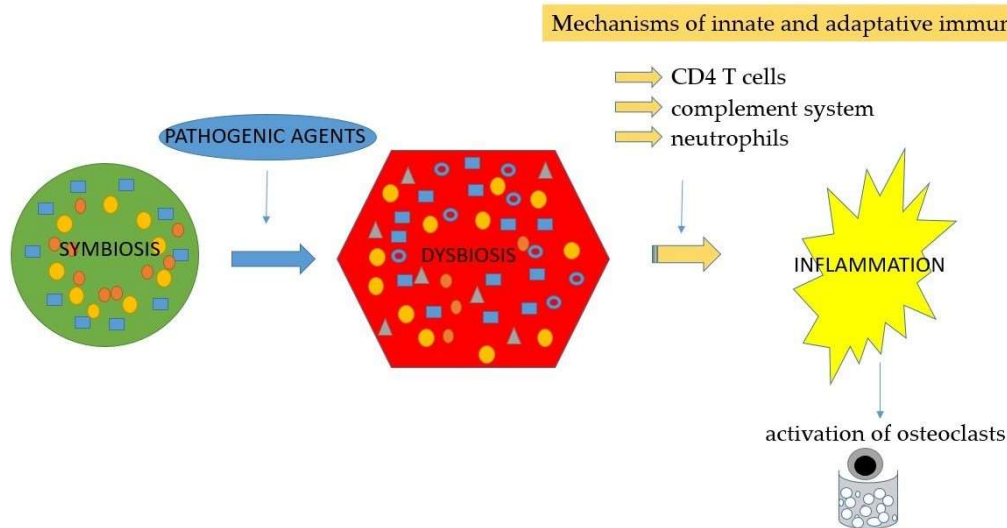 Mechanisms of innate and adaptative immun
CD4 T cells
complement system
neutrophils
PATHOGENIC AGENTS
SYMBIOSIS
DYSBIOSIS
INFLAMMATION
activation of osteoclasts